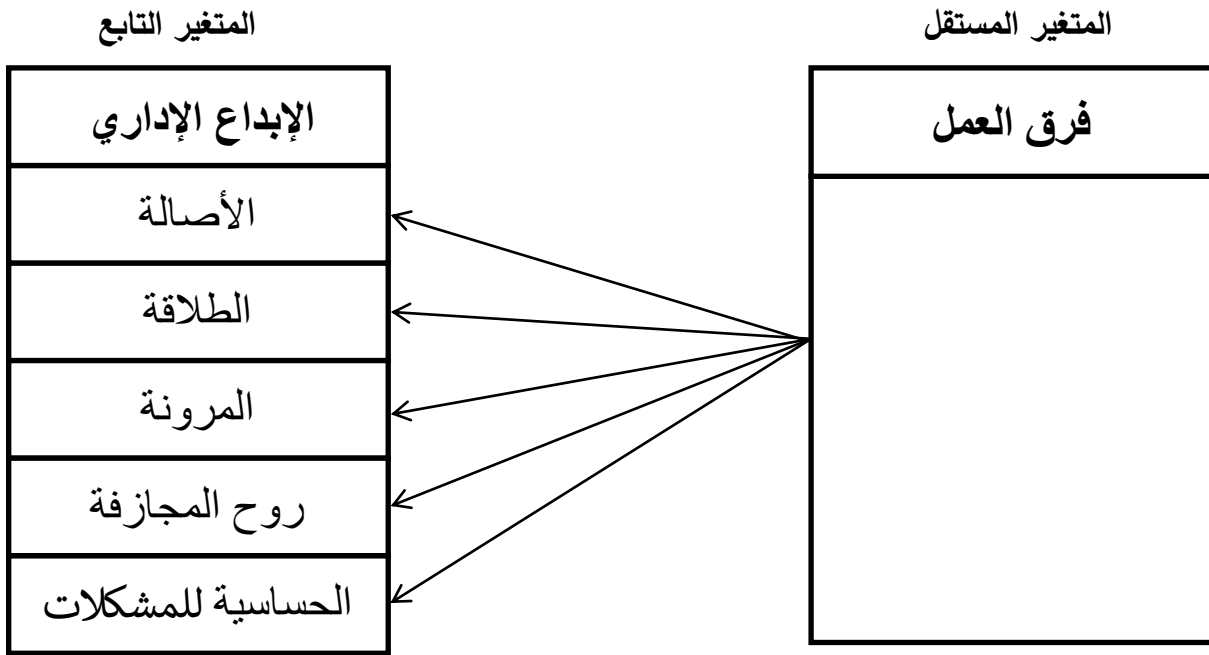 المتغير المستقل
المتغير التابع
فرق العمل
الإبداع الإداري
الأصالة
الطلاقة
المرونة
روح المجازفة
الحساسية للمشكلات